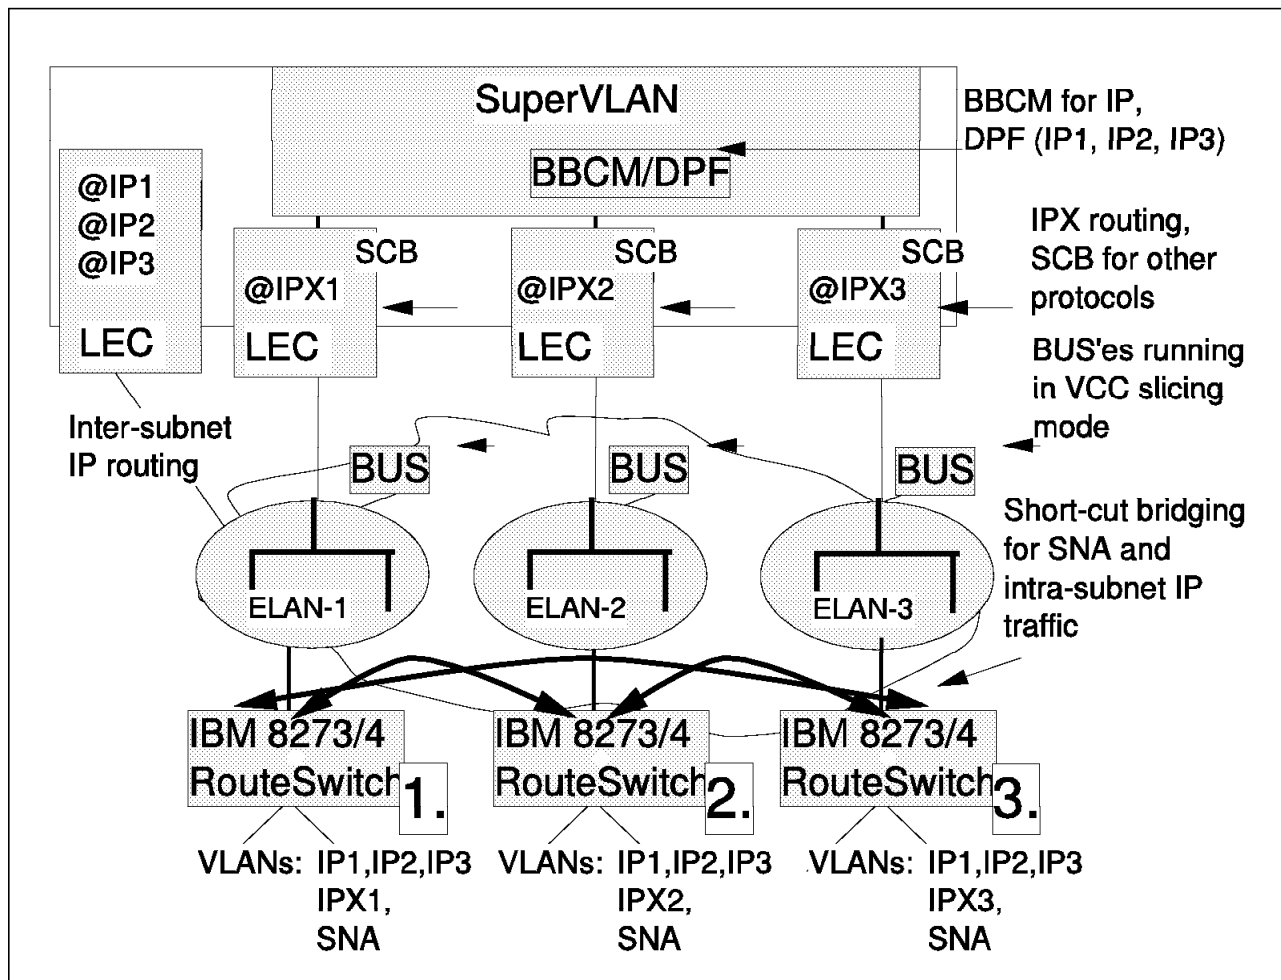 SuperVLAN
BBCM/DPF
BBCM for IP,
DPF (IP1, IP2, IP3)
@IP1
@IP2
@IP3
LEC
SCB
@IPX1
LEC
SCB
@IPX2
LEC
SCB
@IPX3
LEC
IPX routing,
SCB for other
protocols
BUS'es running
in VCC slicing
mode
Inter-subnet
IP routing
BUS
BUS
BUS
Short-cut bridging
for SNA and
intra-subnet IP
traffic
ELAN-1
ELAN-2
ELAN-3
IBM 8273/4
RouteSwitch
1.
IBM 8273/4
RouteSwitch
2.
IBM 8273/4
RouteSwitch
3.
VLANs: IP1,IP2,IP3
IPX1,
SNA
VLANs: IP1,IP2,IP3
IPX2,
SNA
VLANs: IP1,IP2,IP3
IPX3,
SNA